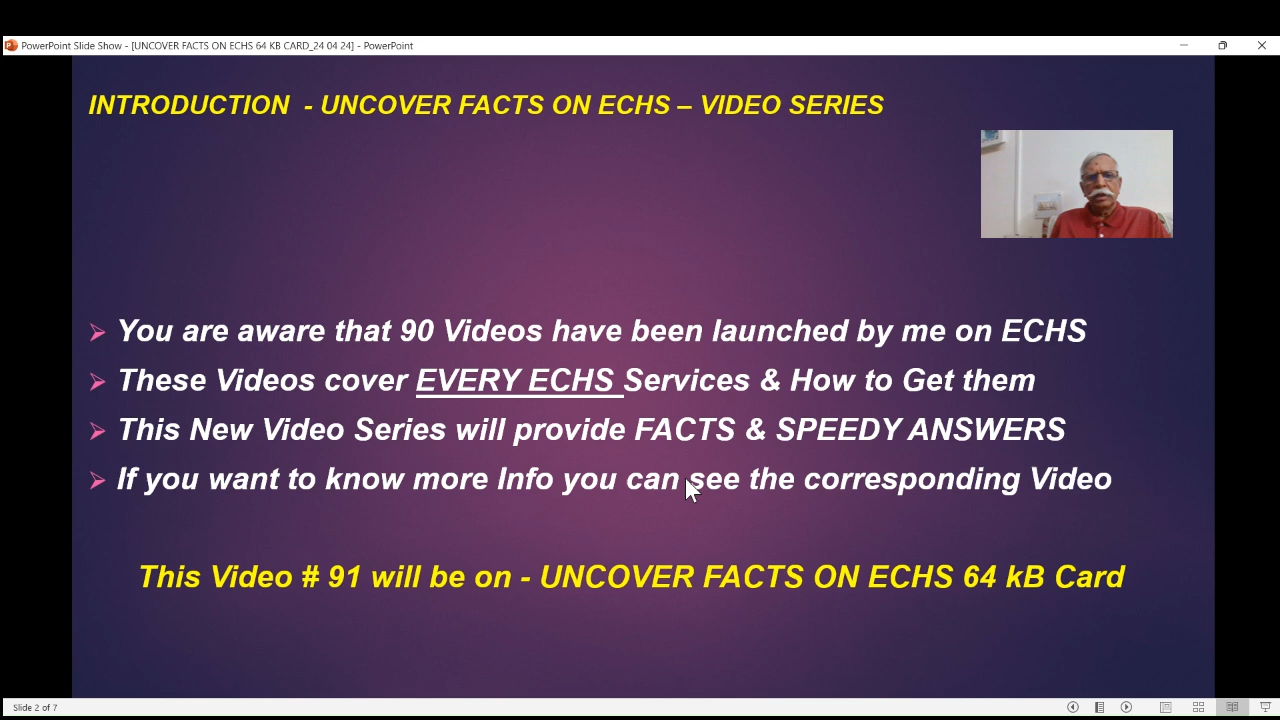 PowerPoint Slide Show - [UNCOVER FACTS ON ECHS 64 KB CARD_24 04 24] - PowerPoint
INTRODUCTION - UNCOVER FACTS ON ECHS – VIDEO SERIES
You are aware that 90 Videos have been launched by me on ECHS
These Videos cover EVERY ECHS Services & How to Get them
This New Video Series will provide FACTS & SPEEDY ANSWERS
If you want to know more Info you can see the corresponding Video
This Video # 91 will be on - UNCOVER FACTS ON ECHS 64 kB Card
Slide 2 of 7